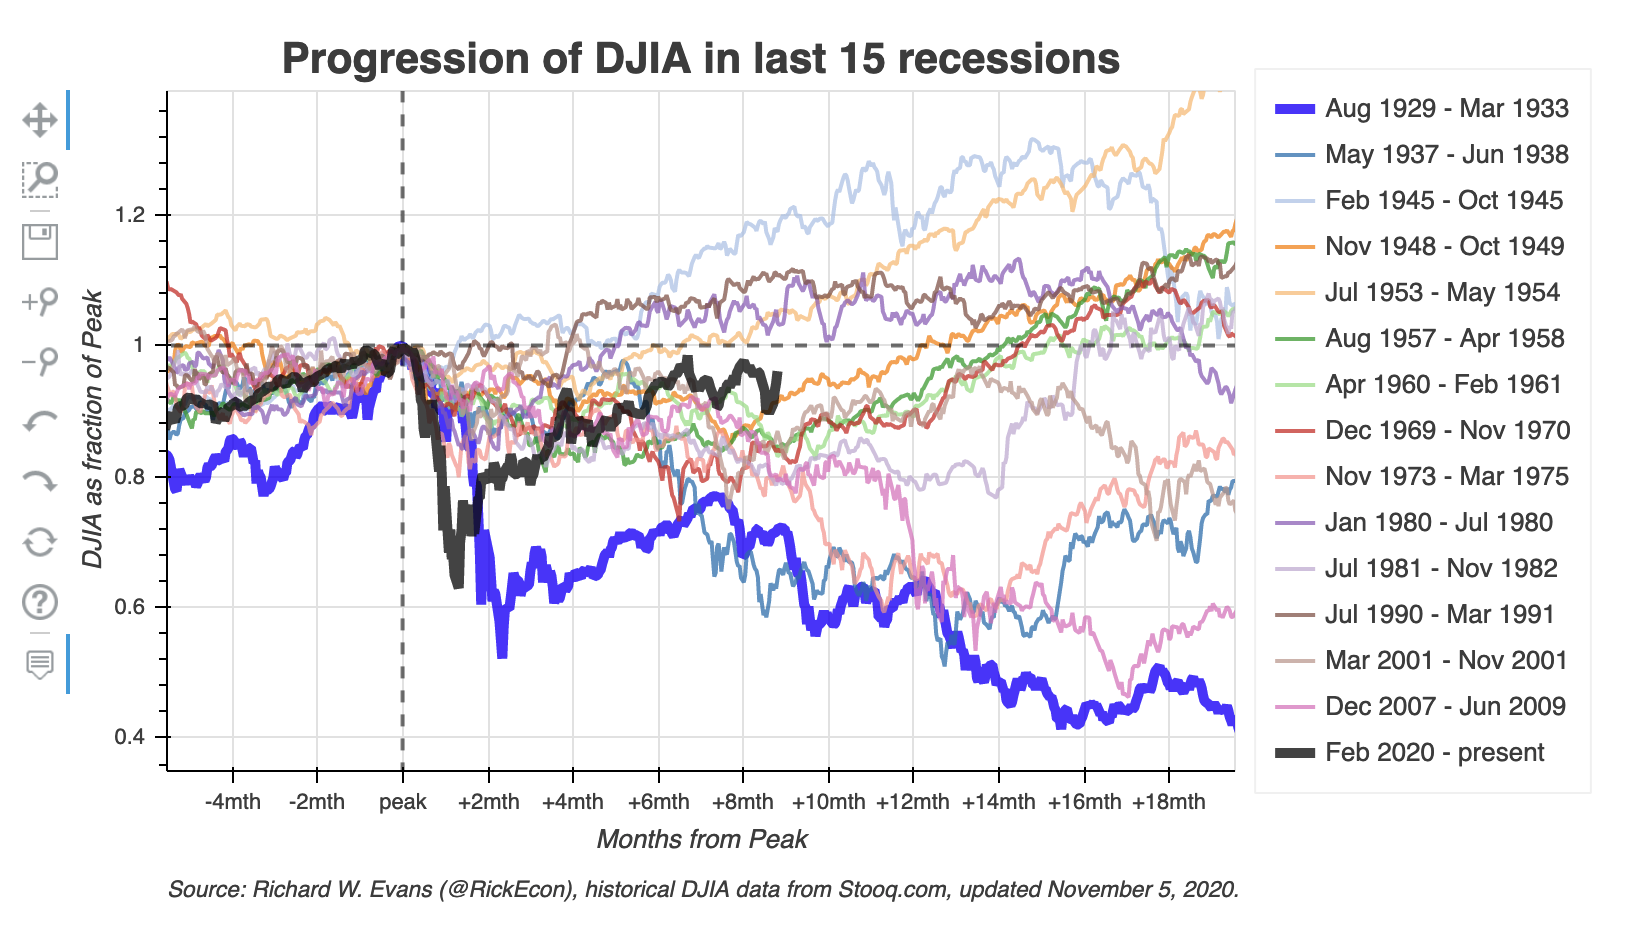 Progression of DJIA in last 15 recessions
DJIA as fraction of Peak
1.2
1
0.8
0.6
0.4
-4mth -2mth peak +2mth +4mth +6mth +8mth +10mth +12mth +14mth +16mth +18mth
Months from Peak
Source: Richard W. Evans (@RickEcon), historical DJIA data from Stooq.com, updated November 5, 2020.
Aug 1929 - Mar 1933
May 1937 - Jun 1938
Feb 1945 - Oct 1945
Nov 1948 - Oct 1949
Jul 1953 - May 1954
Aug 1957 - Apr 1958
Apr 1960 - Feb 1961
Dec 1969 - Nov 1970
Nov 1973 - Mar 1975
Jan 1980 - Jul 1980
Jul 1981 - Nov 1982
Jul 1990 - Mar 1991
Mar 2001 - Nov 2001
Dec 2007 - Jun 2009
Feb 2020 - present